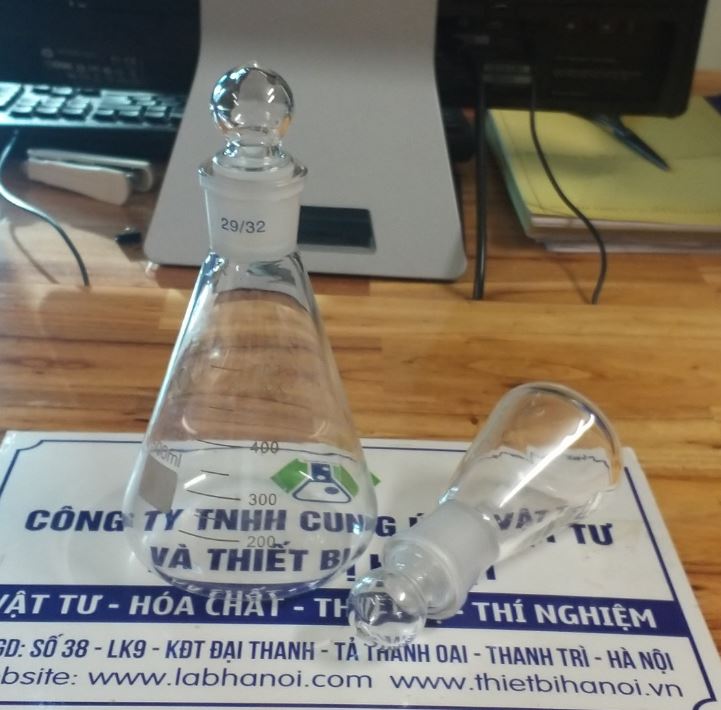 29/32
400
300
200
CÔNG TY TNHH CUNG VẬT TƯ
VÀ THIẾT BỊ
VẬT TƯ - HÓA CHẤT - THÍ NGHIỆM
GD: SỐ 38 - LK9 - KĐT ĐẠI THANH - TẢ THANH OAI - THANH TRÌ - HÀ NỘI
bsite: www.labhanoi.com www.thietbihanoi.vn